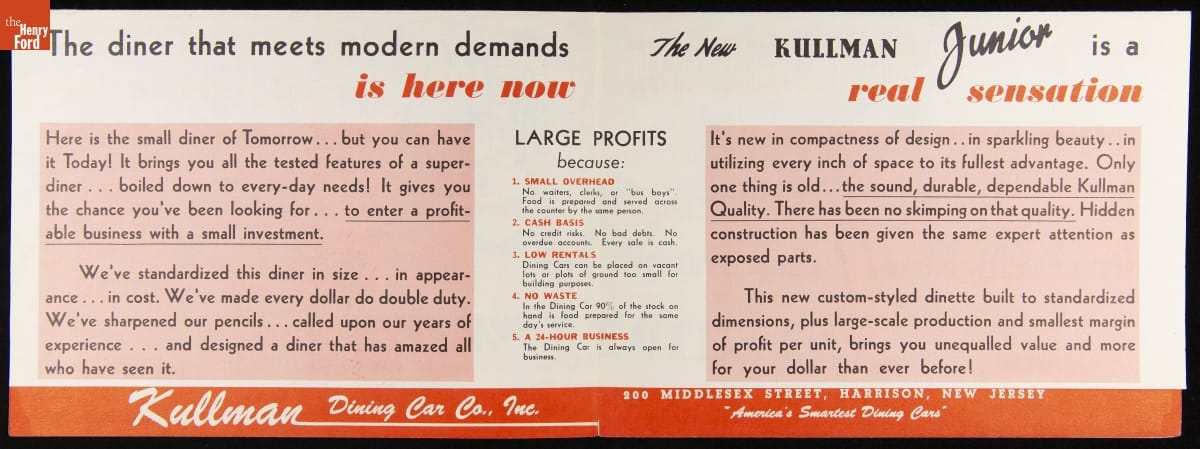 the
Henry
Ford
The diner that meets modern demands
is here now
Here is the small diner of Tomorrow... but you can have
it Today! It brings you all the tested features of a super-
diner ... boiled down to every-day needs! It gives you
the chance you've been looking for... to enter a profit-
able business with a small investment.
We've standardized this diner in size ... in appear-
ance... in cost. We've made every dollar do double duty.
We've sharpened our pencils... called upon our years of
experience ... and designed a diner that has amazed all
who have seen it.
LARGE PROFITS
because:
1. SMALL OVERHEAD
No waiters, clerks, or "bus boys".
Food is prepared and served across
the counter by the same person.
2. CASH BASIS
No credit risks. No bad debts. No
overdue accounts. Every sale is cash.
3. LOW RENTALS
Dining Cars can be placed on vacant
lots or plots of ground too small for
building purposes.
4. NO WASTE
In the Dining Car 90% of the stock on
hand is food prepared for the same
day's service.
5. A 24-HOUR BUSINESS
The Dining Car is always open for
business.
The New KULLMAN Junior is a
real sensation
It's new in compactness of design.. in sparkling beauty.. in
utilizing every inch of space to its fullest advantage. Only
one thing is old...the sound, durable, dependable Kullman
Quality. There has been no skimping on that quality. Hidden
construction has been given the same expert attention as
exposed parts.
This new custom-styled dinette built to standardized
dimensions, plus large-scale production and smallest margin
of profit per unit, brings you unequalled value and more
for your dollar than ever before!
Kullman Dining Car Co., Inc.
200 MIDDLESEX STREET, HARRISON, NEW JERSEY
"America's Smartest Dining Cars"